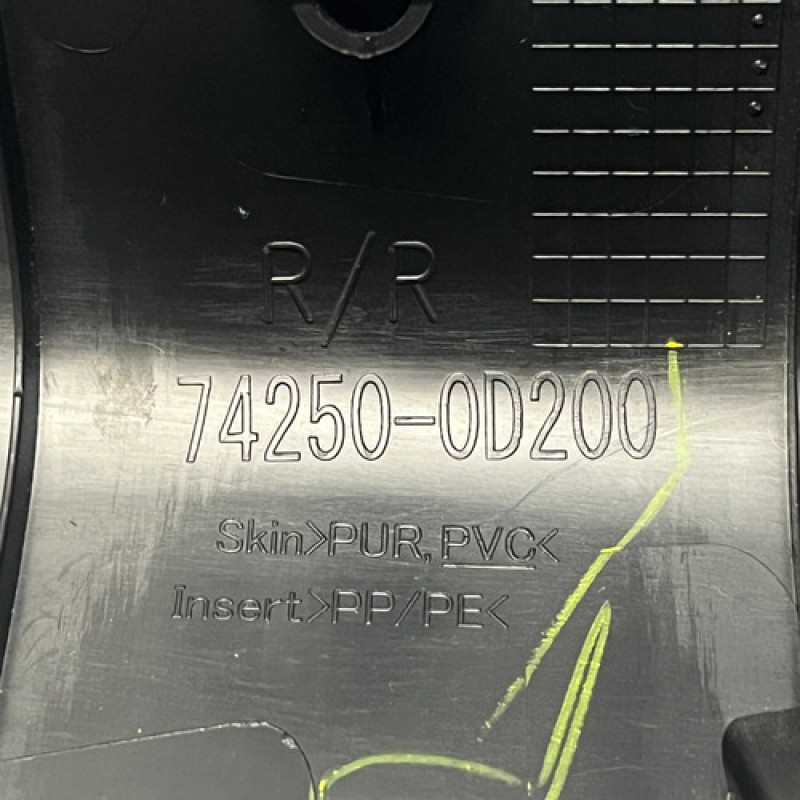 R/R
74250-0D200
Skin>PUR, PVC<
Insert>PP/PE<